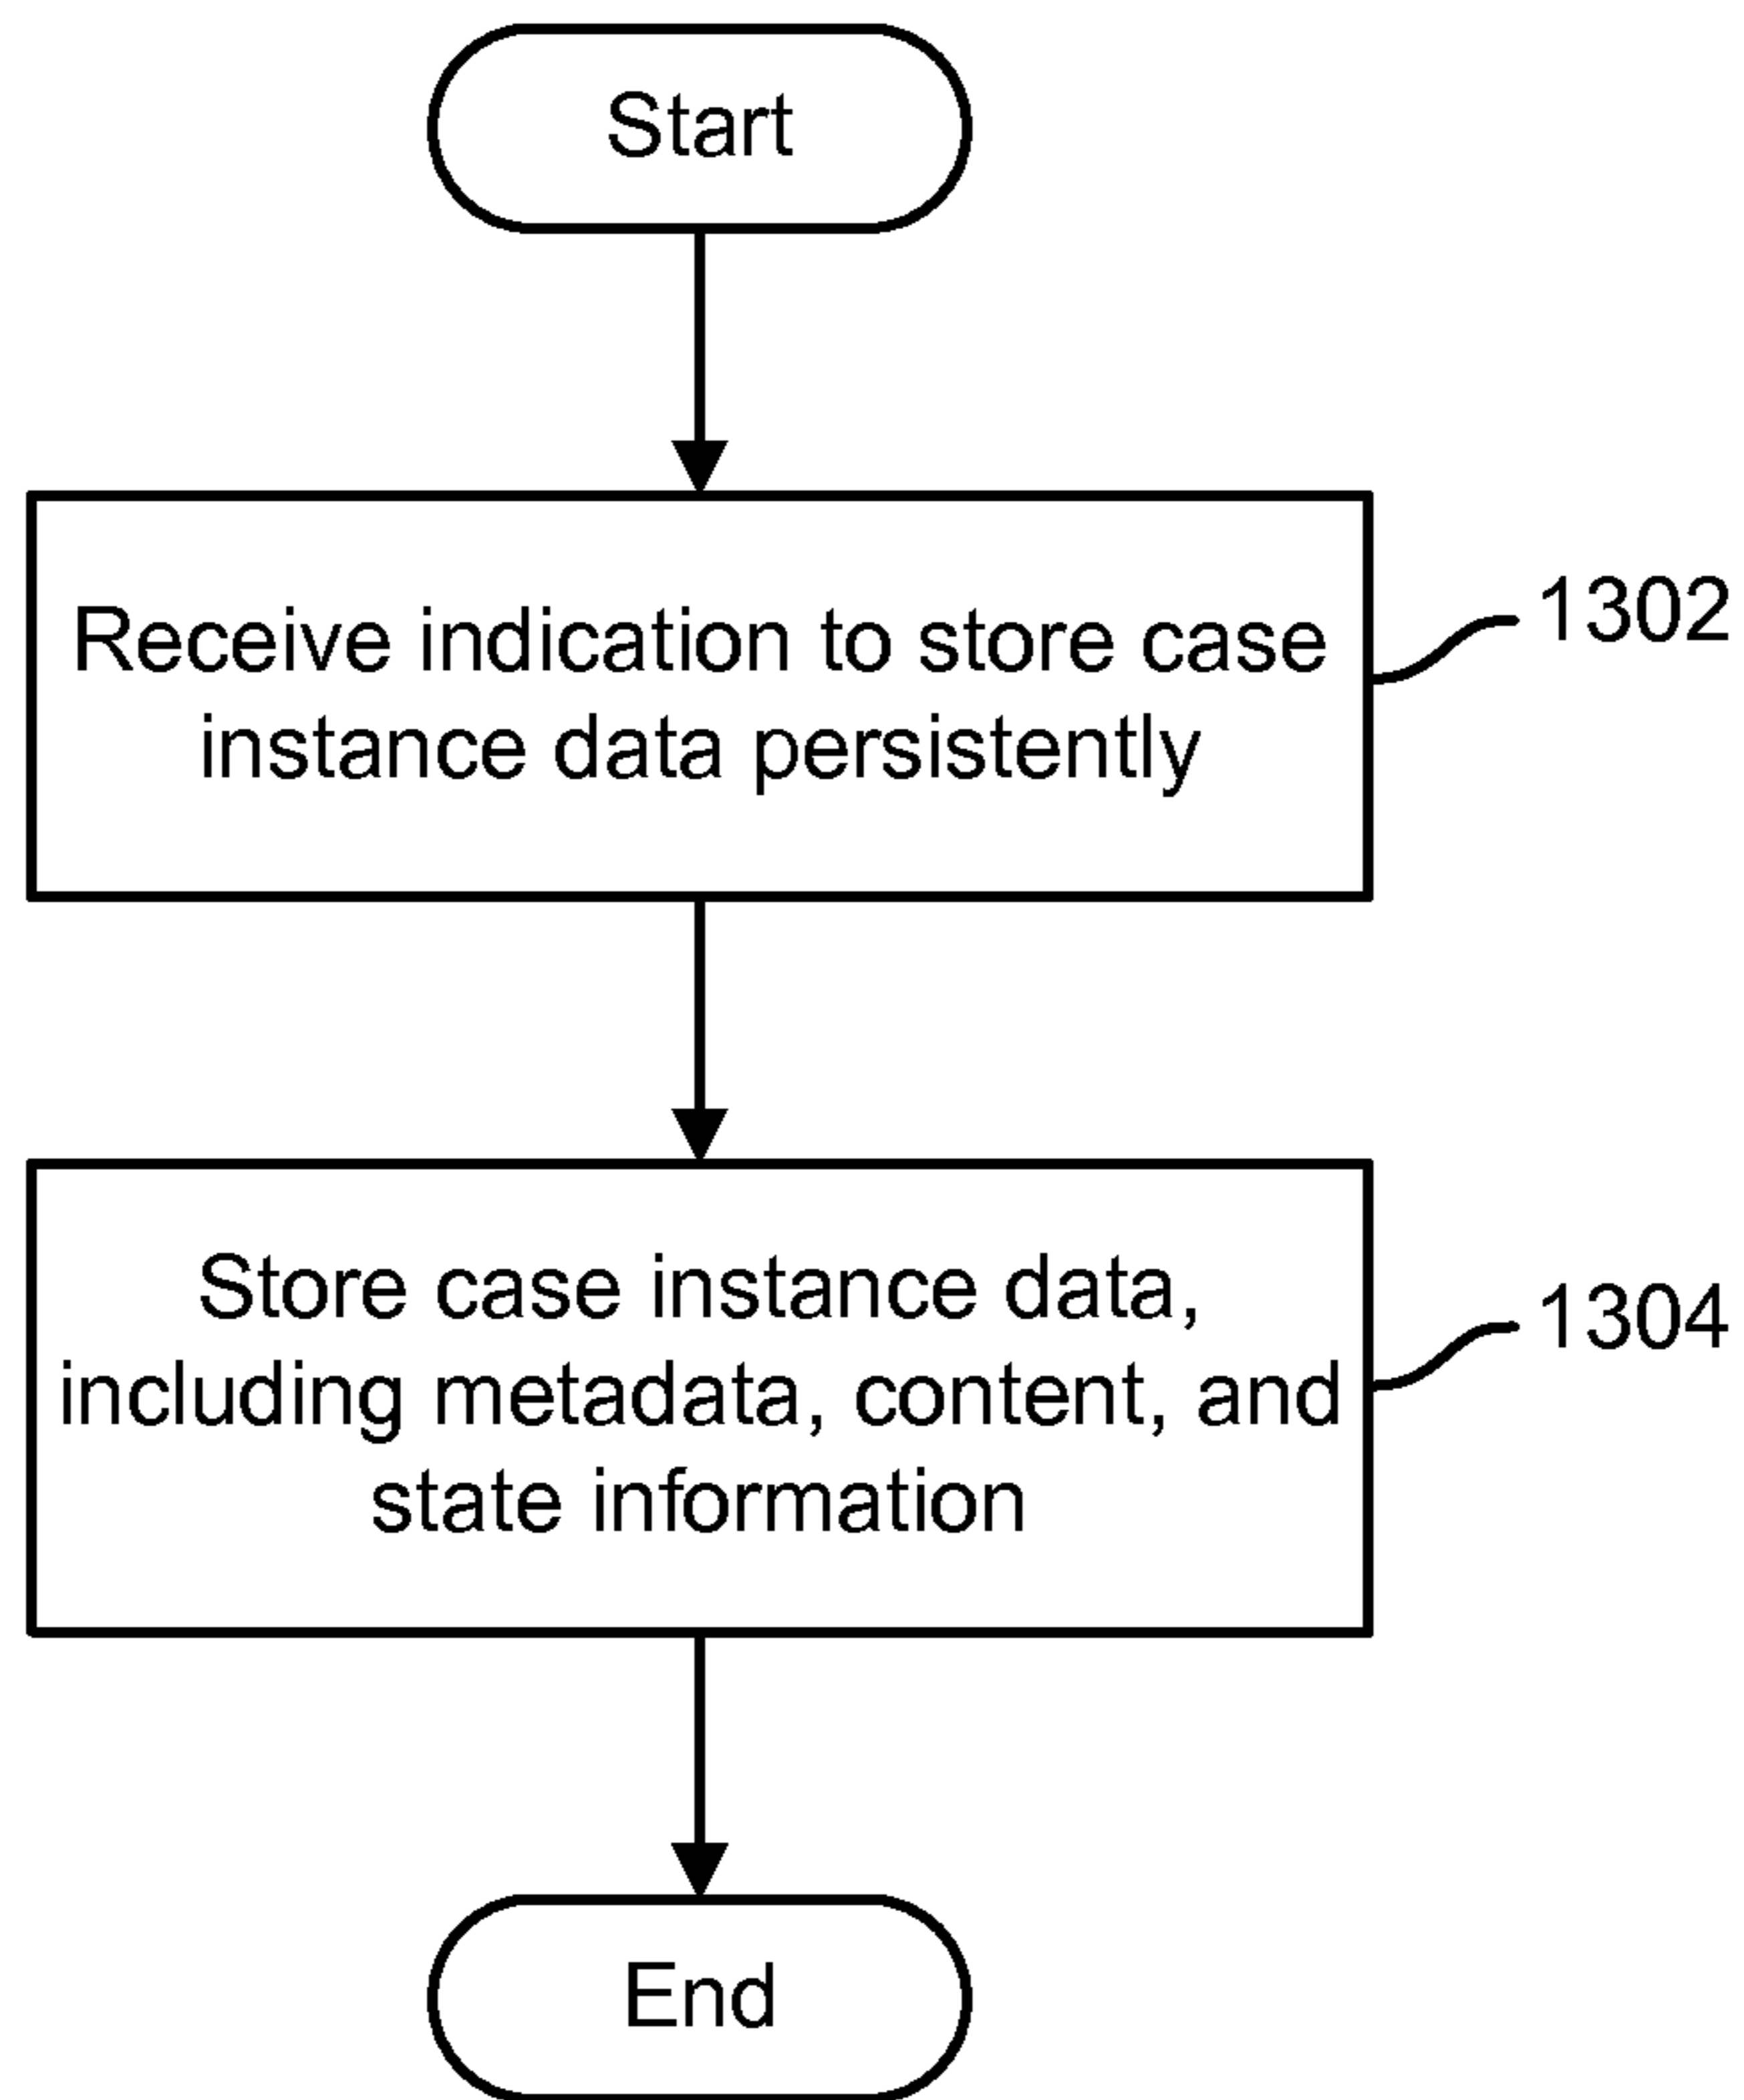 Start
Receive indication to store case
instance data persistently
1302
Store case instance data,
including metadata, content, and
state information
1304
End